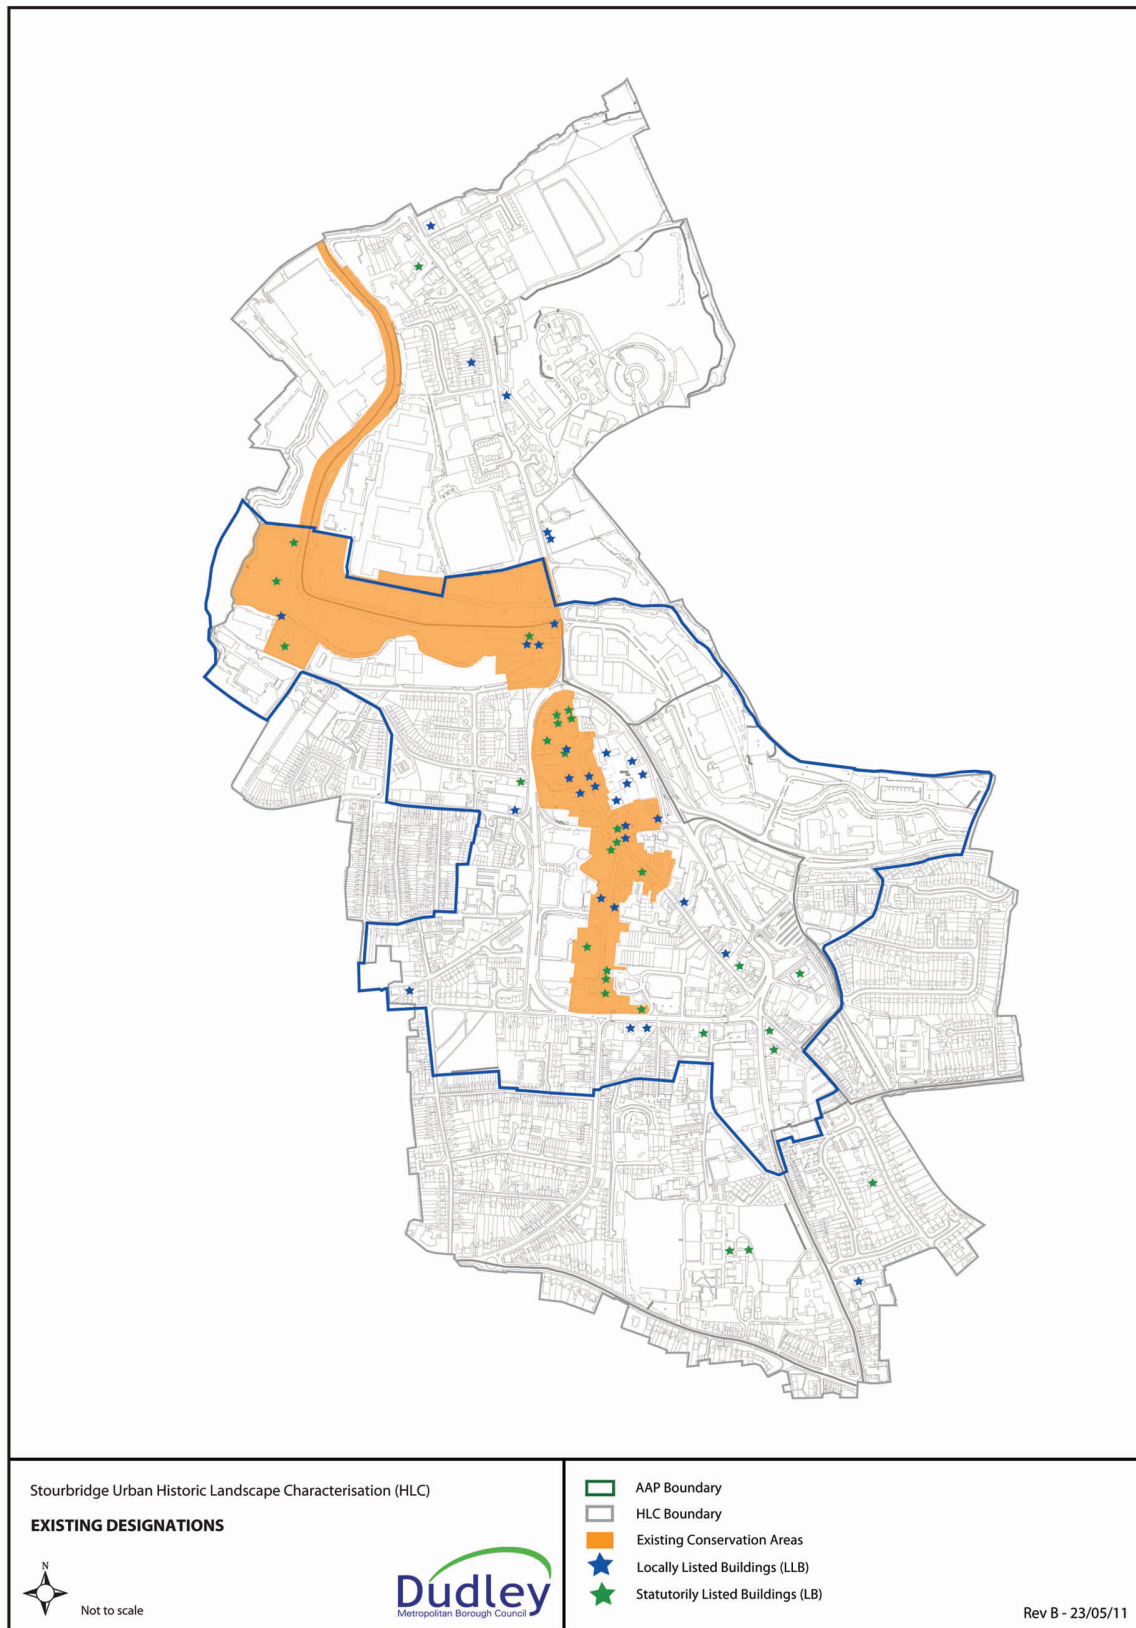 Stourbridge Urban Historic Landscape Characterisation (HLC)
EXISTING DESIGNATIONS
N
Not to scale
Dudley
Metropolitan Borough Council
AAP Boundary
HLC Boundary
Existing Conservation Areas
Locally Listed Buildings (LLB)
Statutorily Listed Buildings (LB)
Rev B - 23/05/11